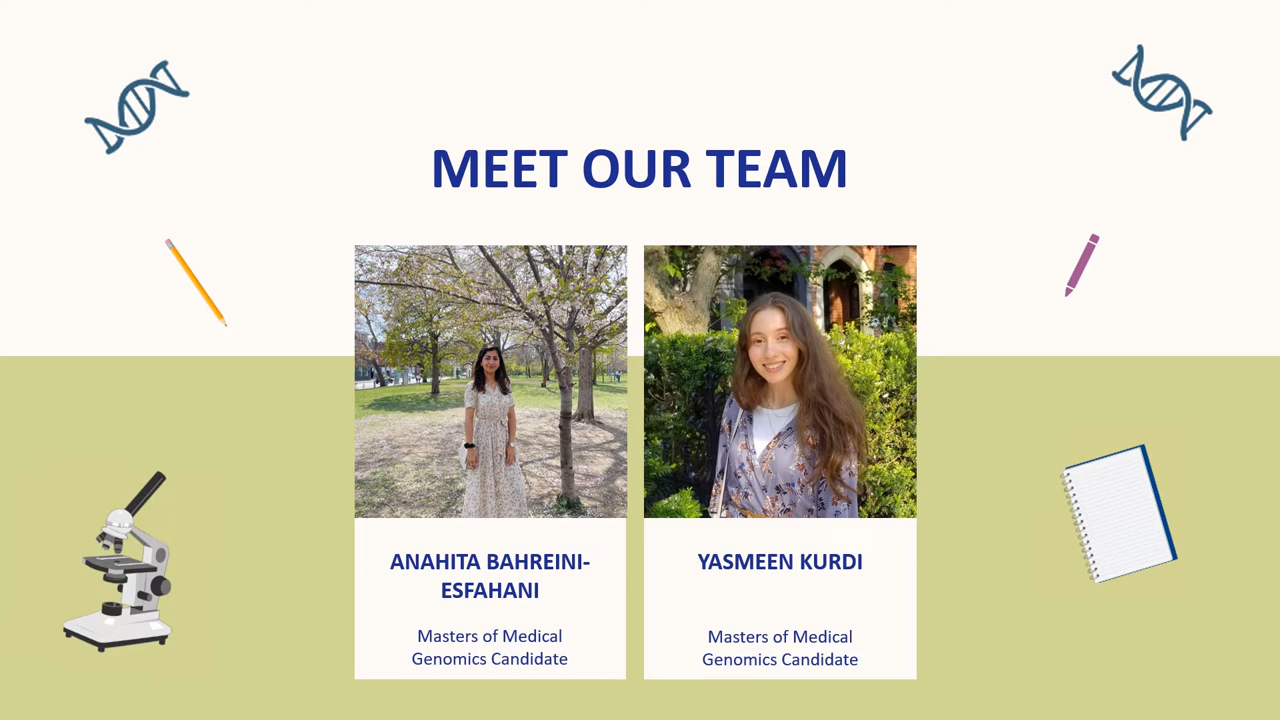 MEET OUR TEAM
ANAHITA BAHREINI-
ESFAHANI
Masters of Medical
Genomics Candidate
YASMEEN KURDI
Masters of Medical
Genomics Candidate